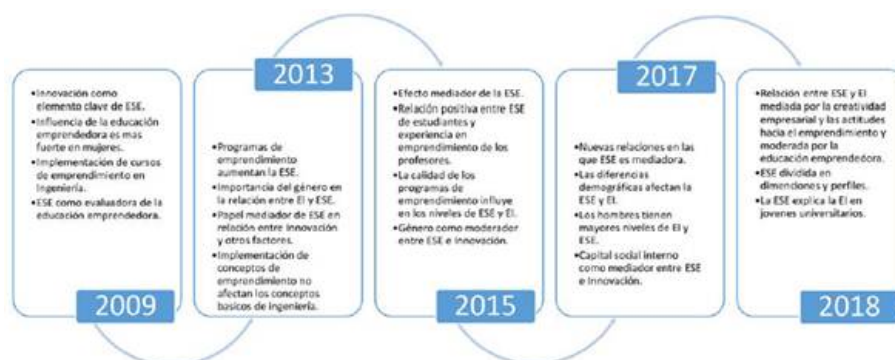 •Innovación como
elemento clave de ESE.
•Influencia de la educación
emprendedora es mas
fuerte en mujeres.
•Implementación de cursos
de emprendimiento en
Ingeniería.
•ESE como evaluadora de la
educación emprendedora.
2009
2013
•Programas de
emprendimiento
aumentan la ESE.
•Importancia del género en
la relación entre EI y ESE.
•Papel mediador de ESE en
relación entre innovación
y otros factores.
•Implementación de
conceptos de
emprendimiento no
afectan los conceptos
basicos de ingeniería.
•Efecto mediador de la ESE.
•Relación positiva entre ESE
de estudiantes y
experiencia en
emprendimiento de los
profesores.
•La calidad de los
programas de
emprendimiento influye
en los niveles de ESE y EI.
•Género como moderador
entre ESE e Innovación.
2015
2017
•Nuevas relaciones en las
que ESE es mediadora.
•Las diferencias
demográficas afectan la
ESE y EI.
•Los hombres tienen
mayores niveles de EI y
ESE.
•Capital social interno
como mediador entre ESE
e Innovación.
•Relación entre ESE y EI
mediada por la creatividad
empresarial y las actitudes
hacia el emprendimiento y
moderada por la
educación emprendedora.
•ESE dividida en
dimenciones y perfiles.
•La ESE explica la EI en
jovenes universitarios.
2018